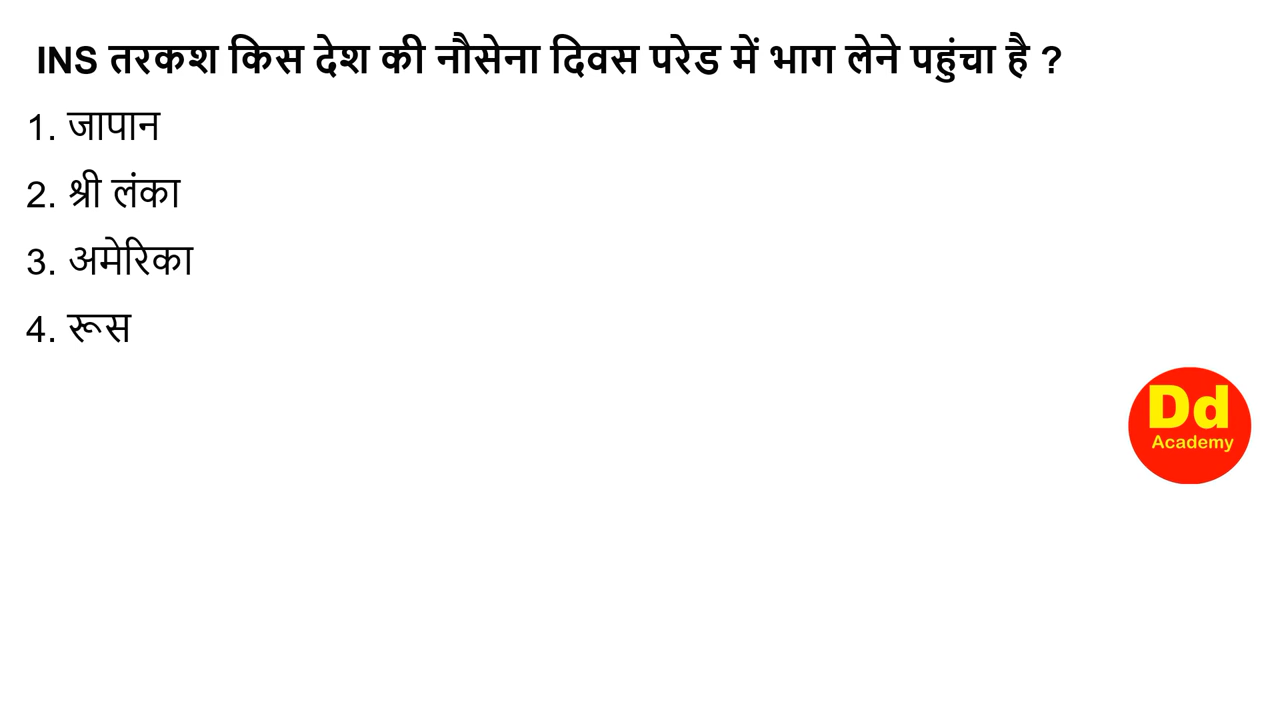 INS तरकश किस देश की नौसेना दिवस परेड में भाग लेने पहुंचा है ?
1. जापान
2. श्री लंका
3. अमेरिका
4. रूस
Dd
Academy